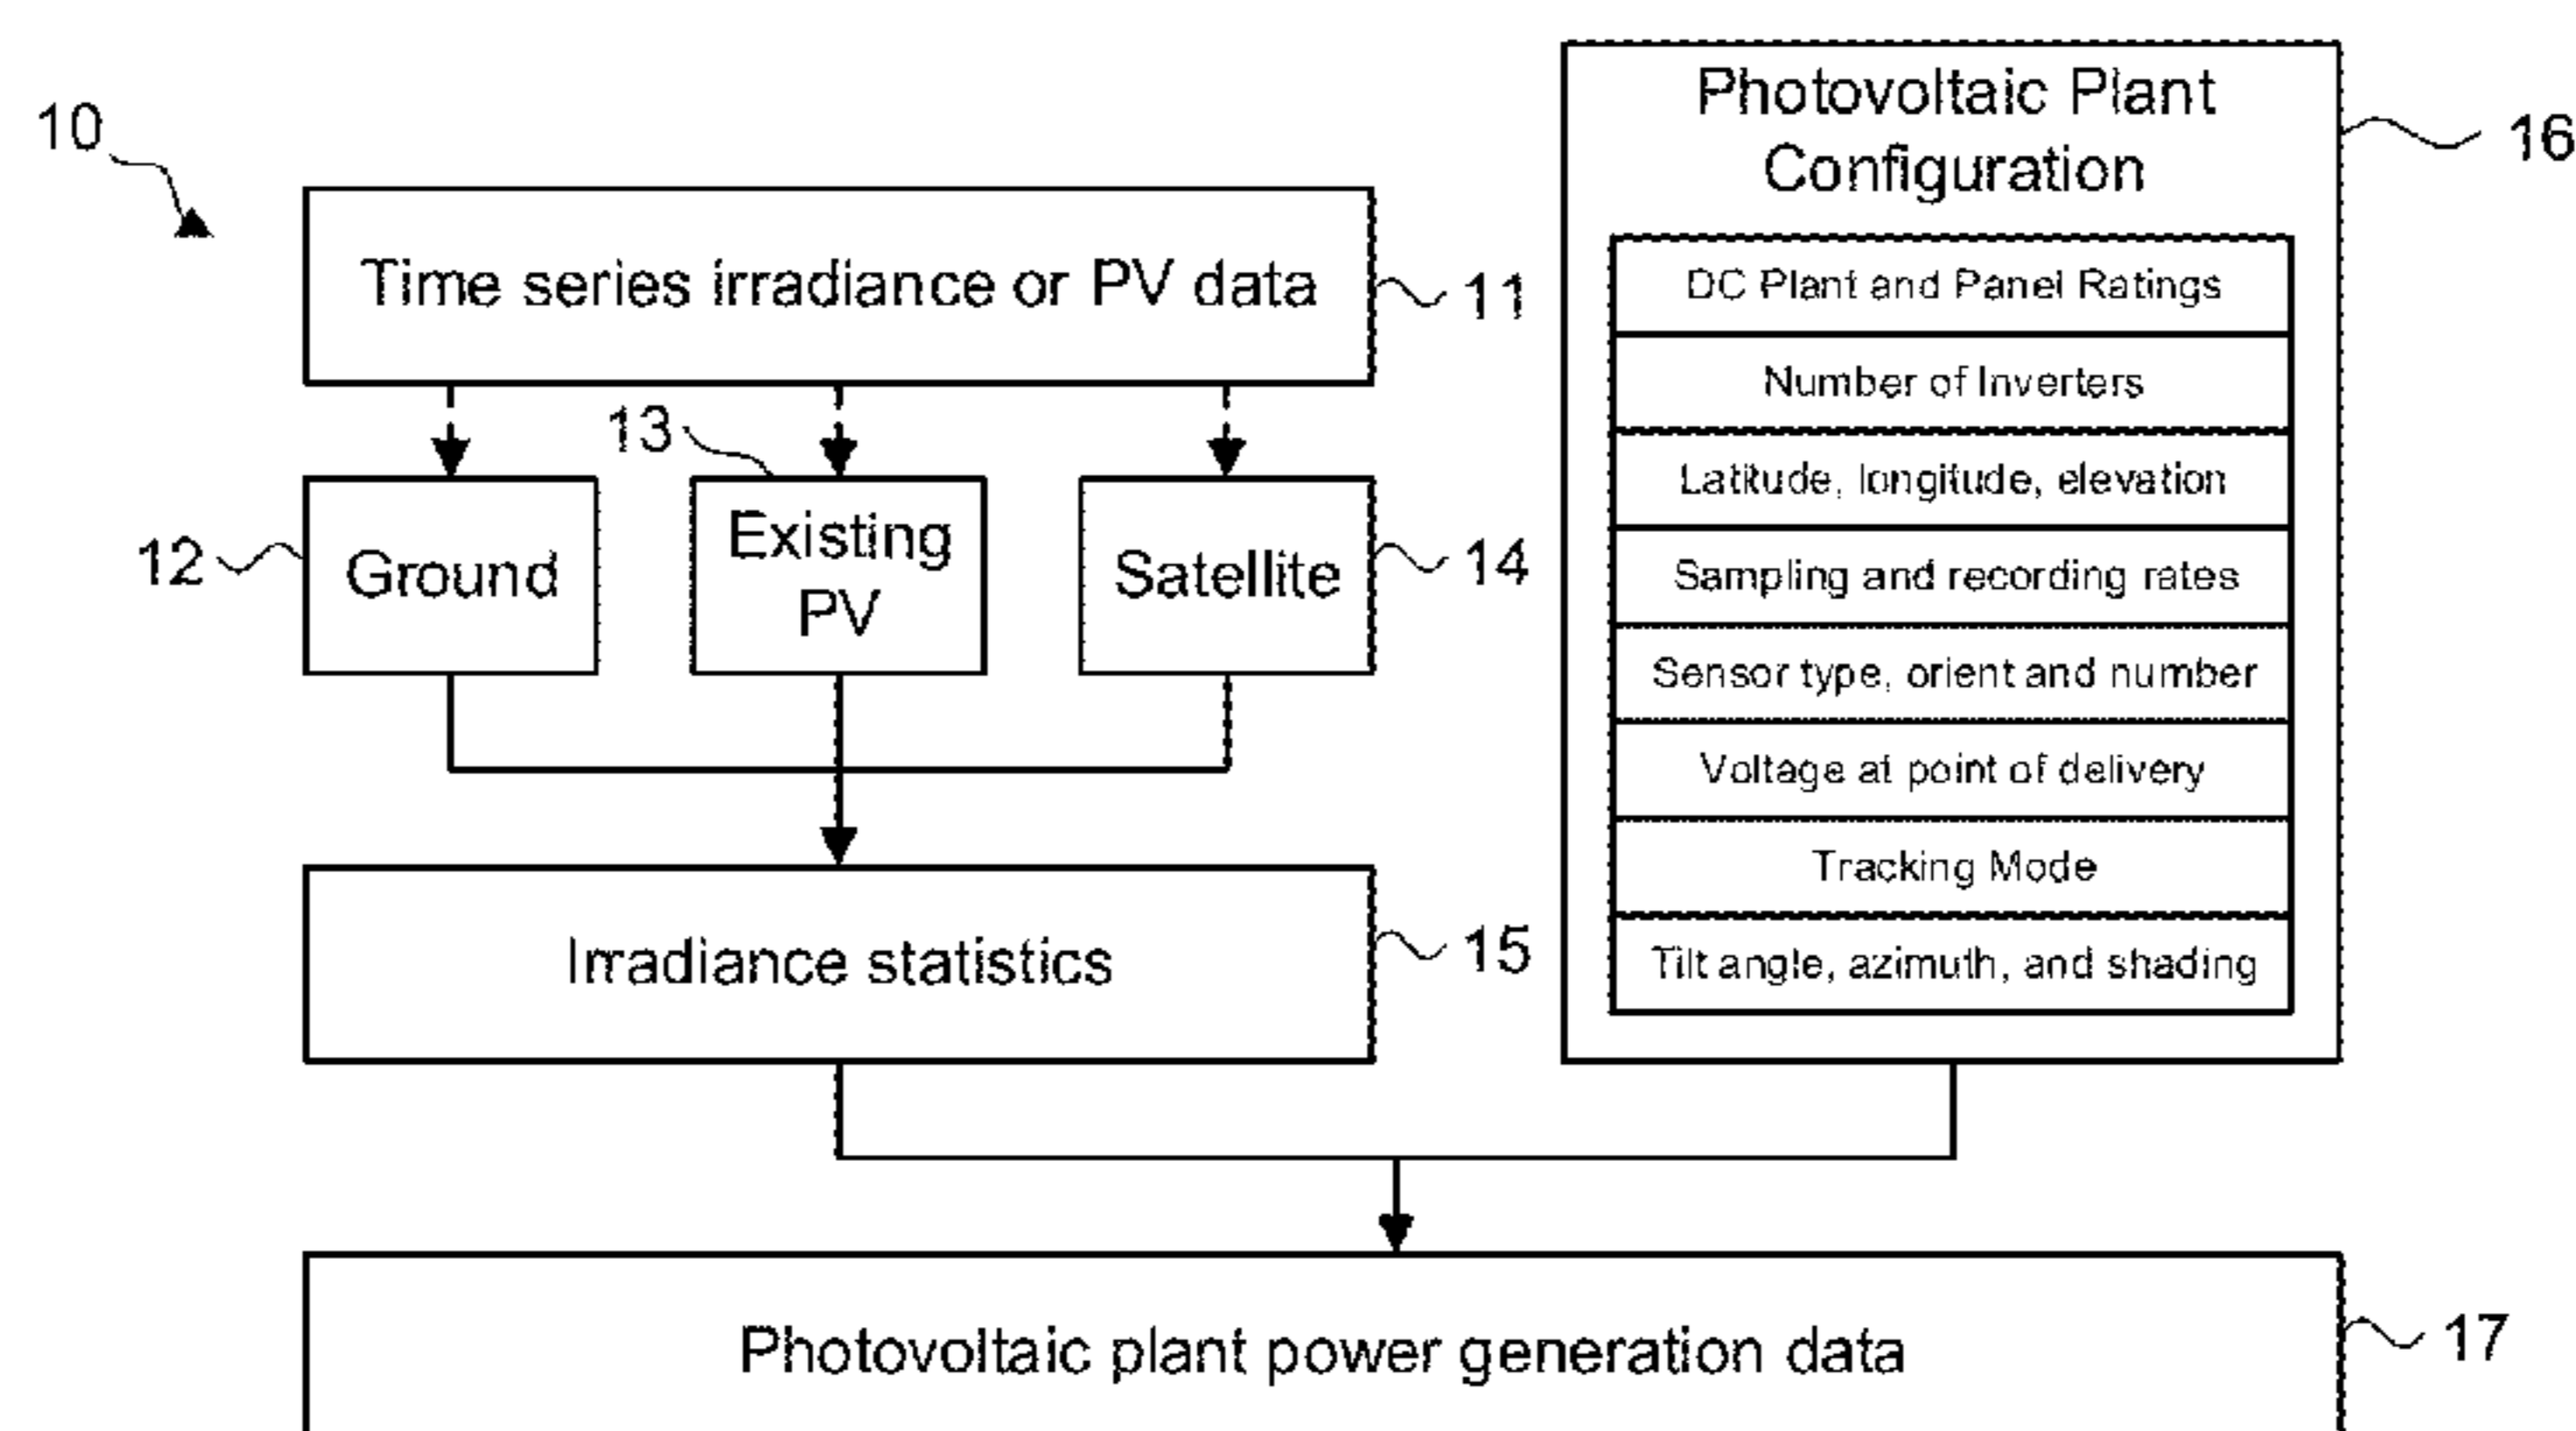 10
Time series irradiance or PV data
11
12
Ground
13
Existing
PV
Satellite
14
Irradiance statistics
15
Photovoltaic Plant
Configuration
16
DC Plant and Panel Ratings
Number of Inverters
Latitude, longitude, elevation
Sampling and recording rates
Sensor type, orient and number
Voltage at point of delivery
Tracking Mode
Tilt angle, azimuth, and shading
Photovoltaic plant power generation data
17